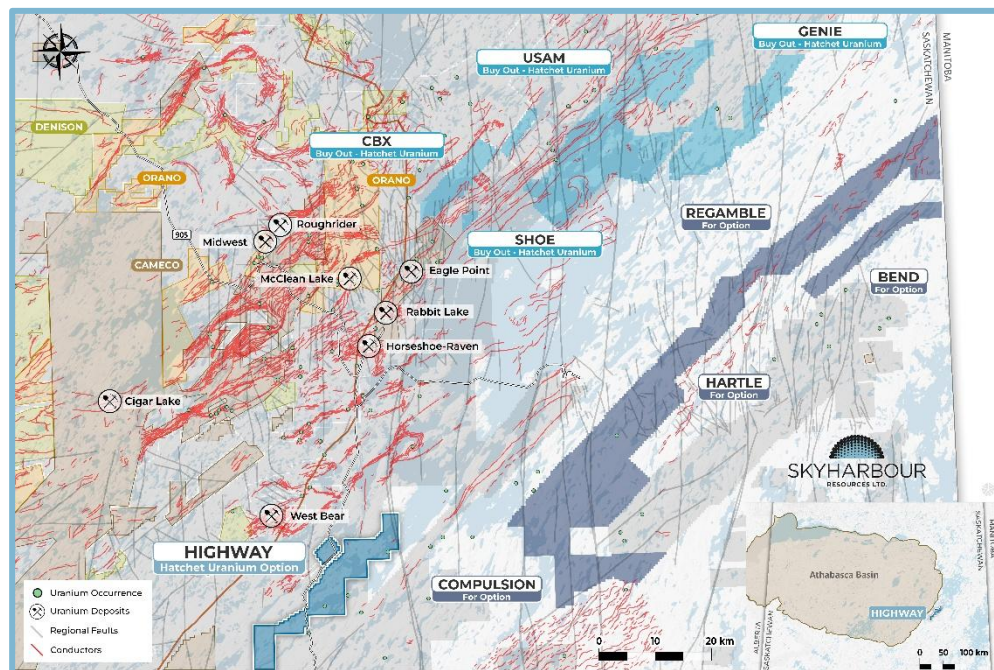 GENIE
Buy Out - Hatchet Uranium
USAM
Buy Out - Hatchet Uranium
MANITOBA
SASKATCHEWAN
DENISON
CBX
Buy Out - Hatchet Uranium
ORANO
ORANO
REGAMBLE
For Option
Roughrider
Midwest
905
SHOE
Buy Out - Hatchet Uranium
CAMECO
McClean Lake
Eagle Point
BEND
For Option
Rabbit Lake
Horseshoe-Raven
HARTLE
For Option
Cigar Lake
SKYHARBOUR
RESOURCES LTD.
West Bear
HIGHWAY
Hatchet Uranium Option
COMPULSION
For Option
Uranium Occurrence
Uranium Deposits
Regional Faults
Conductors
0 10 20 km
Athabasca Basin
HIGHWAY
MANITOBA
SASKATCHEWAN
ALBERTA
SASKATCHEWAN
0 50 100 km